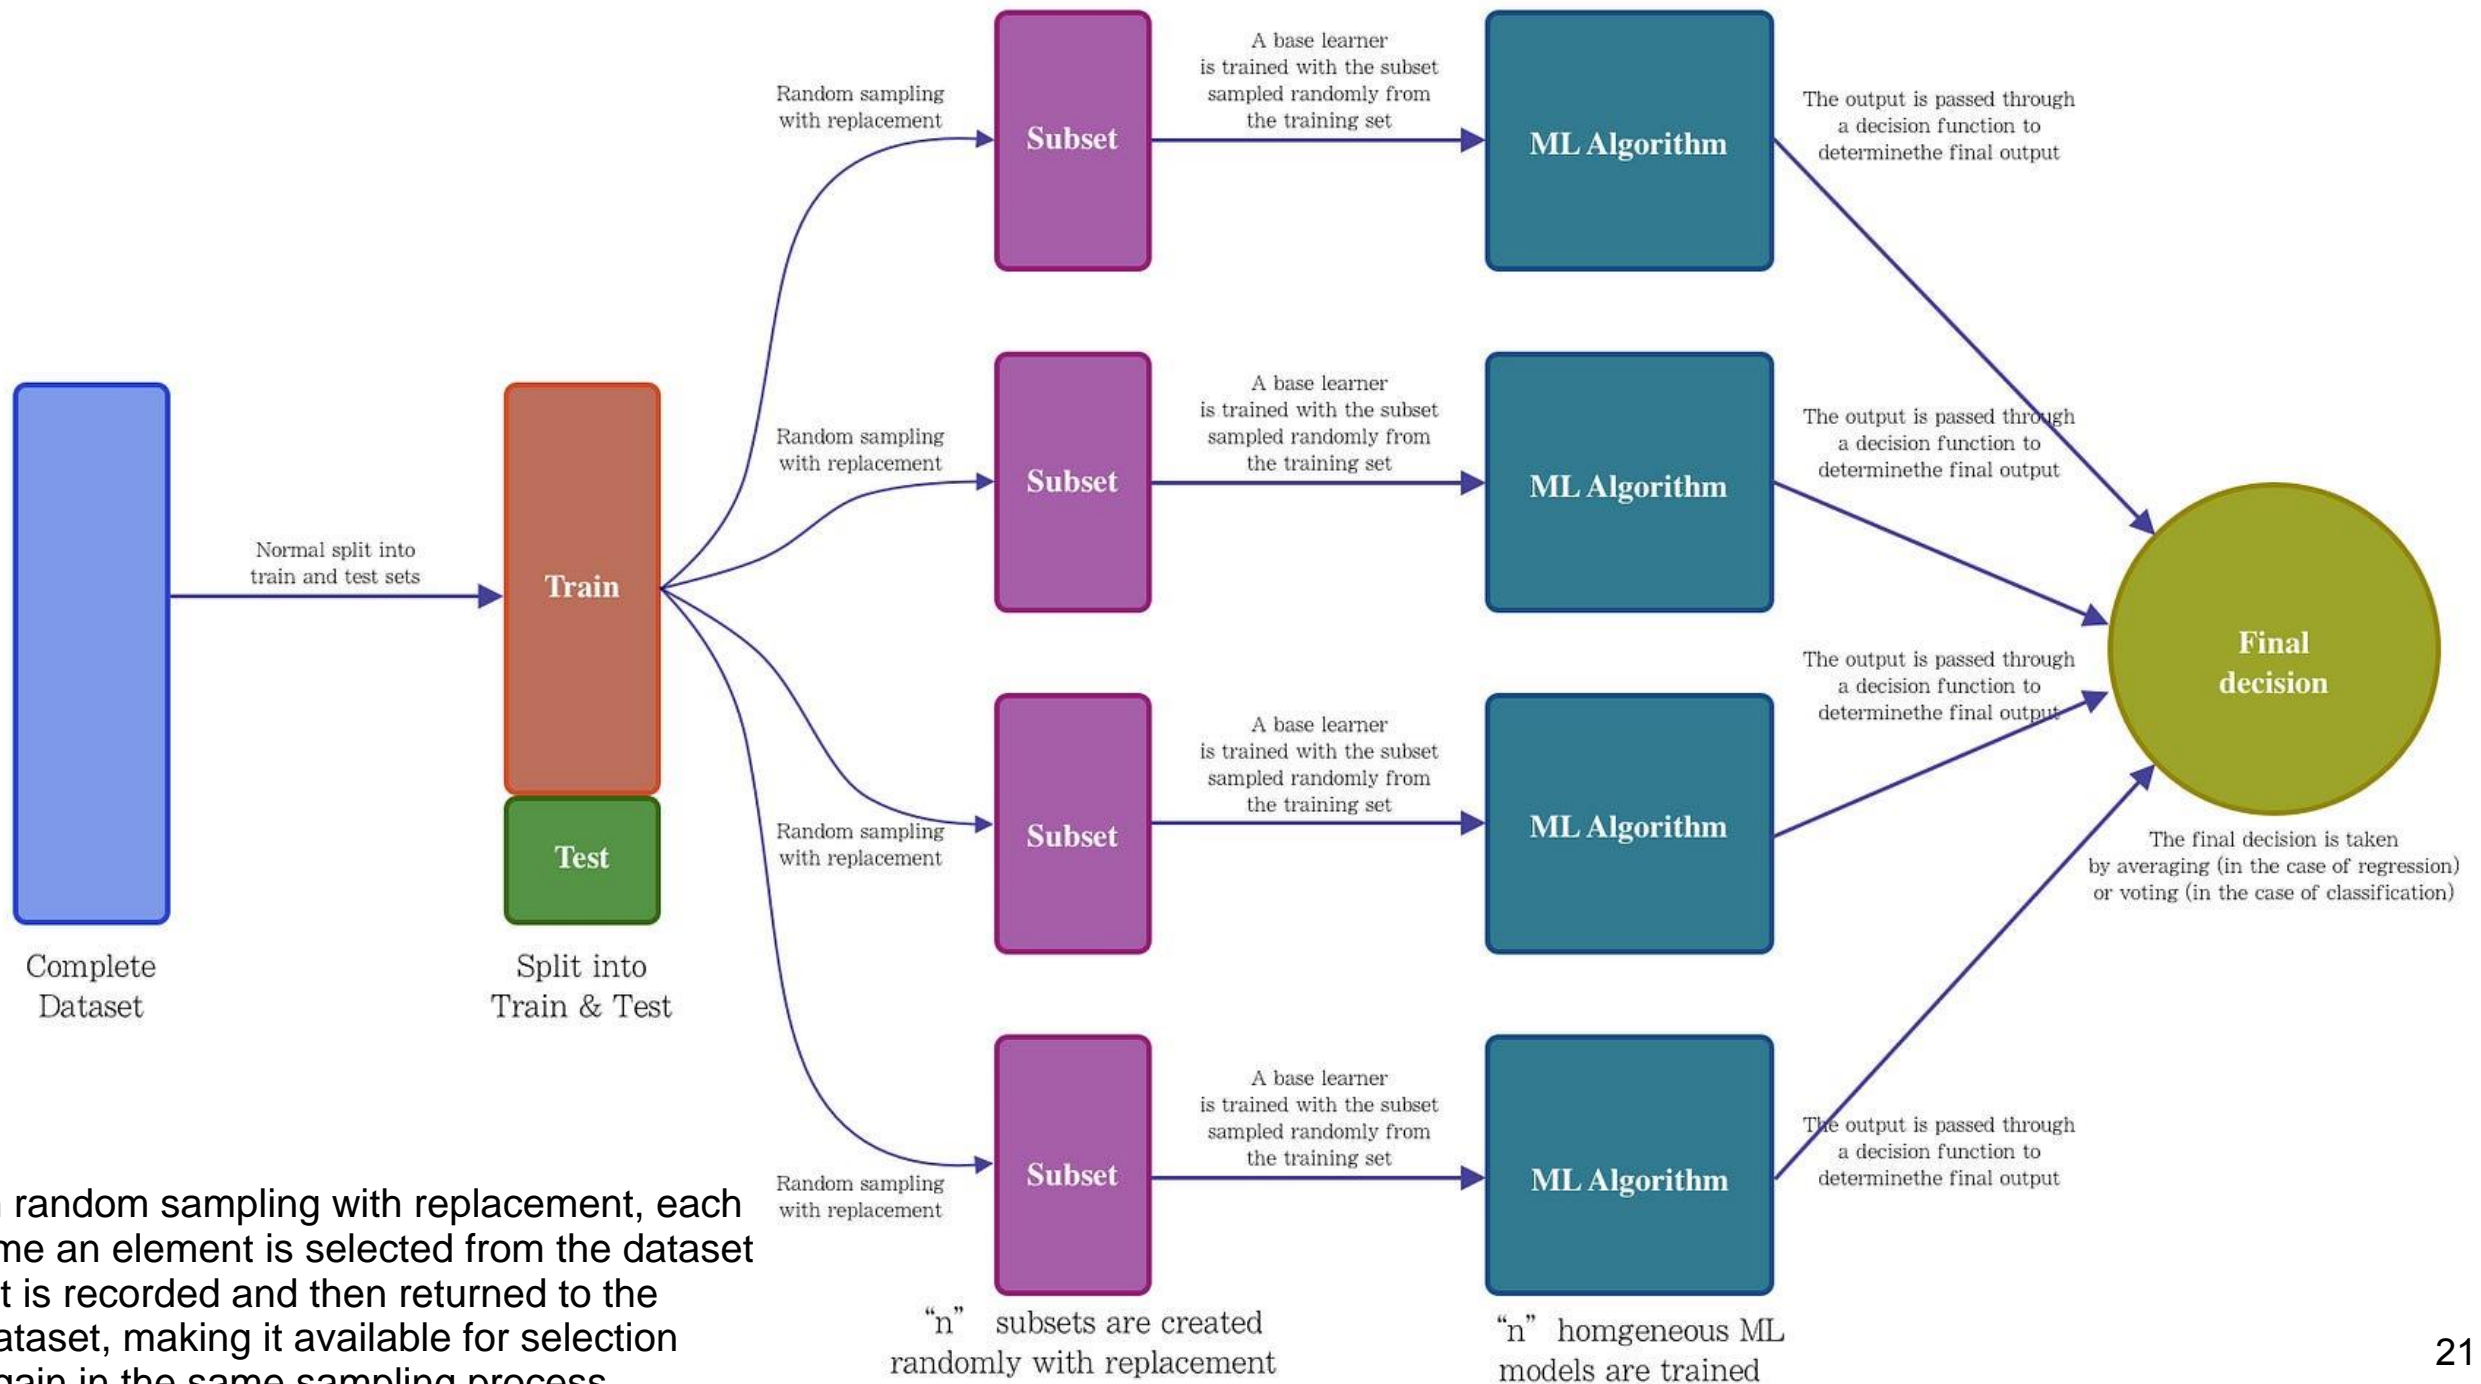 Random sampling
with replacement
Subset
A base learner
is trained with the subset
sampled randomly from
the training set
ML Algorithm
The output is passed through
a decision function to
determinethe final output
Random sampling
with replacement
Subset
A base learner
is trained with the subset
sampled randomly from
the training set
ML Algorithm
The output is passed through
a decision function to
determinethe final output
Normal split into
train and test sets
Train
Test
Complete
Dataset
Split into
Train & Test
Random sampling
with replacement
Subset
A base learner
is trained with the subset
sampled randomly from
the training set
ML Algorithm
The output is passed through
a decision function to
determinethe final output
Final
decision
The final decision is taken
by averaging (in the case of regression)
or voting (in the case of classification)
Random sampling
with replacement
Subset
A base learner
is trained with the subset
sampled randomly from
the training set
ML Algorithm
The output is passed through
a decision function to
determinethe final output
random sampling with replacement, each
an element is selected from the dataset
is recorded and then returned to the
making it available for selection
in the same sampling process
“n” subsets are created
randomly with replacement
“n” homgeneous ML
models are trained
21